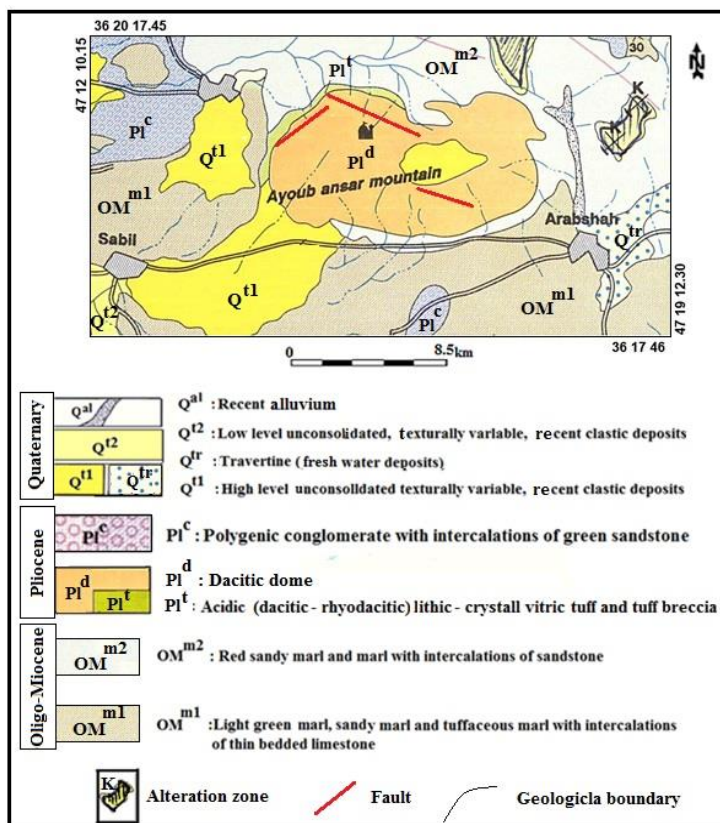 36 20 17.45
47 12 10.15
Pl^t
OM^m2
30
K
K
Pl^c
Q^t1
Pl^d
Ayoub ansar mountain
OM^m1
Sabil
Arabshah
Q^tr
Q^t1
OM^m1
Pl^c
Q^t2
47 19 12.30
36 17 46
0 8.5km
Quaternary
Q^al
Q^al : Recent alluvium
Q^t2
Q^t2 : Low level unconsolidated, texturally variable, recent clastic deposits
Q^tr : Travertine (fresh water deposits)
Q^t1 Q^tr
Q^t1 : High level unconsolldated texturally variable, recent clastic deposits
Pliocene
Pl^c
Pl^c : Polygenic conglomerate with intercalations of green sandstone
Pl^d
Pl^d : Dacitic dome
Pl^t
Pl^t : Acidic (dacitic - rhyodacitic) lithic - crystall vitric tuff and tuff breccia
Oligo-Miocene
OM^m2
OM^m2 : Red sandy marl and marl with intercalations of sandstone
OM^m1
OM^m1 :Light green marl, sandy marl and tuffaceous marl with intercalations
of thin bedded limestone
K
Alteration zone
Fault
Geologicla boundary